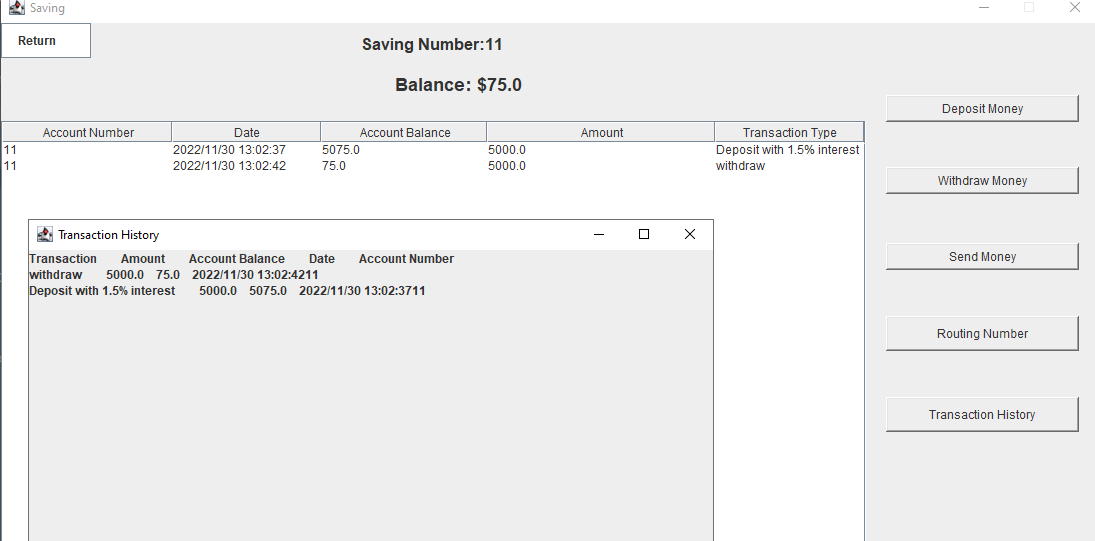 Saving
Return
Saving Number:11
Balance: $75.0
Account Number Date Account Balance Amount Transaction Type
11 2022/11/30 13:02:37 5075.0 5000.0 Deposit with 1.5% interest
11 2022/11/30 13:02:42 75.0 5000.0 withdraw
Transaction History
Transaction Amount Account Balance Date Account Number
withdraw 5000.0 75.0 2022/11/30 13:02:4211
Deposit with 1.5% interest 5000.0 5075.0 2022/11/30 13:02:3711
Deposit Money
Withdraw Money
Send Money
Routing Number
Transaction History